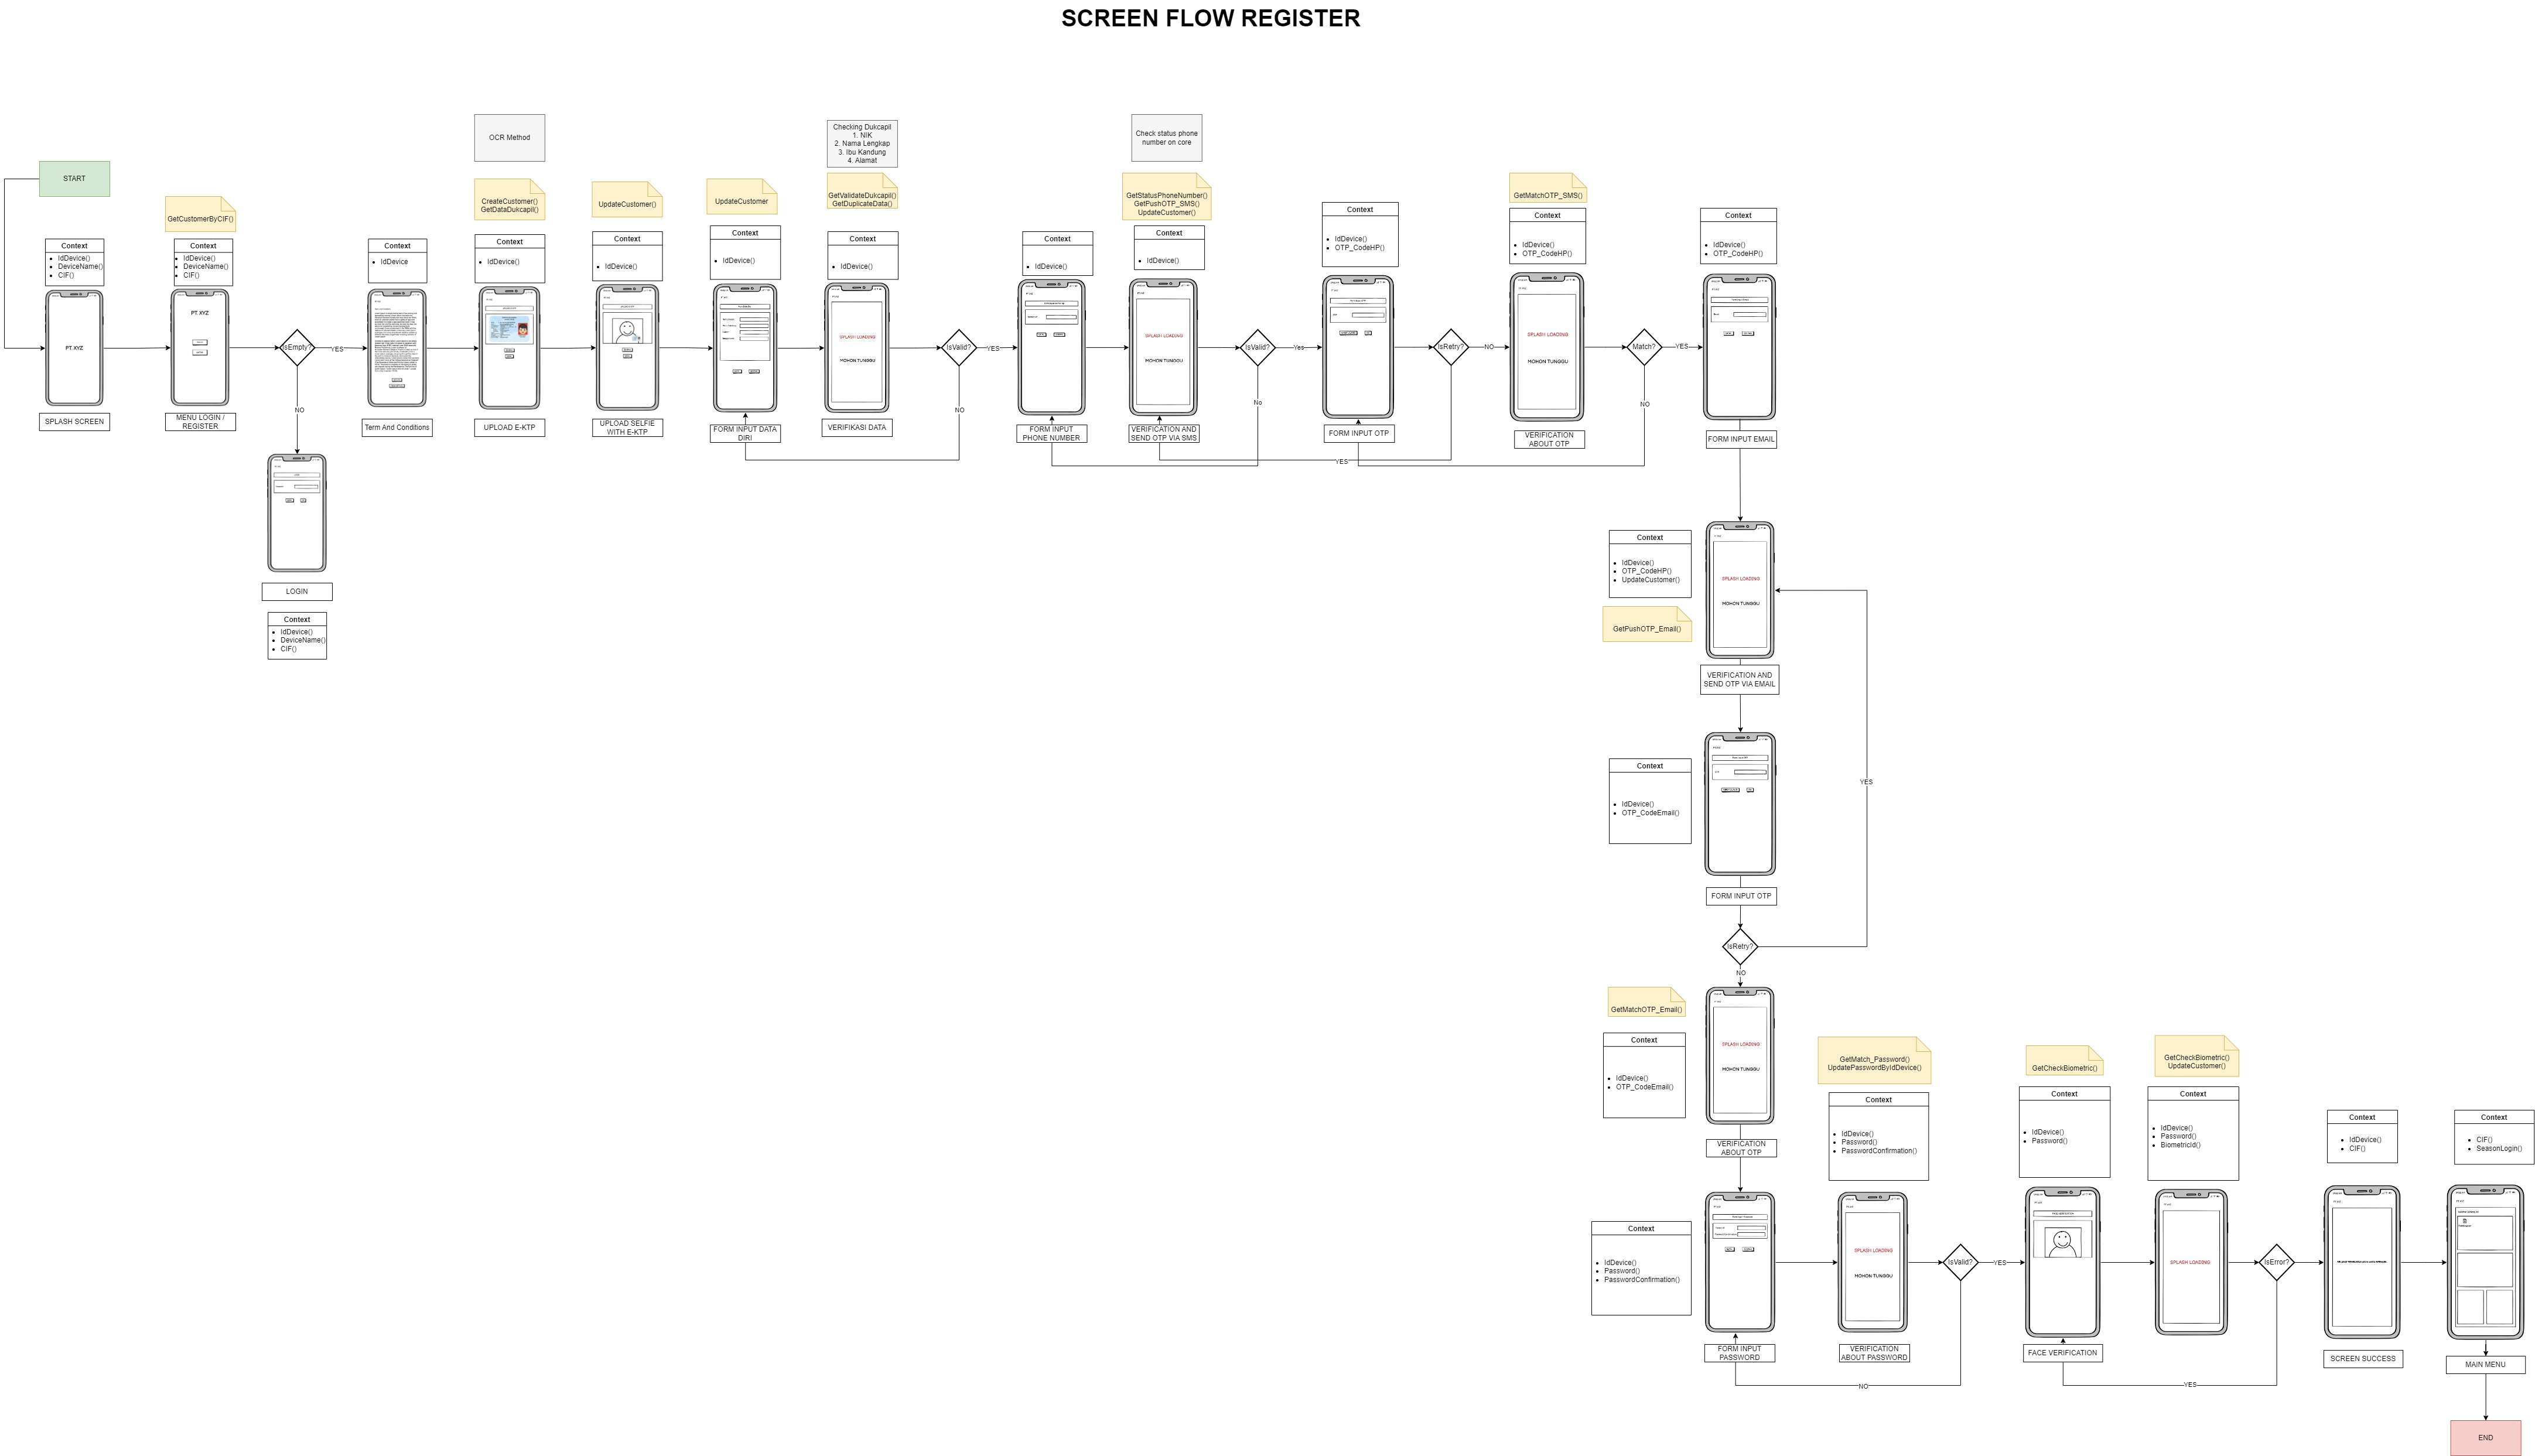 SCREEN FLOW REGISTER
START
Context
IdDevice()
DeviceName()
CIF()
PT. XYZ
SPLASH SCREEN
GetCustomerByCIF()
Context
IdDevice()
DeviceName()
CIF()
PT. XYZ
MENU LOGIN /
REGISTER
IsEmpty?
YES
NO
LOGIN
Context
IdDevice()
DeviceName()
CIF()
Context
IdDevice
Term And Conditions
OCR Method
CreateCustomer()
GetDataDukcapil()
Context
IdDevice()
UPLOAD E-KTP
UpdateCustomer()
Context
IdDevice()
UPLOAD SELFIE
WITH E-KTP
UpdateCustomer
Context
IdDevice()
FORM INPUT DATA
DIRI
Checking Dukcapil
1. NIK
2. Nama Lengkap
3. Ibu Kandung
4. Alamat
GetValidateDukcapil()
GetDuplicateData()
Context
IdDevice()
SPLASH LOADING
MOHON TUNGGU
VERIFIKASI DATA
IsValid?
YES
NO
Context
IdDevice()
FORM INPUT
PHONE NUMBER
Check status phone
number on core
GetStatusPhoneNumber()
GetPushOTP_SMS()
UpdateCustomer()
Context
IdDevice()
SPLASH LOADING
MOHON TUNGGU
VERIFICATION AND
SEND OTP VIA SMS
IsValid?
Yes
No
Context
IdDevice()
OTP_CodeHP()
FORM INPUT OTP
IsRetry?
NO
YES
GetMatchOTP_SMS()
Context
IdDevice()
OTP_CodeHP()
SPLASH LOADING
MOHON TUNGGU
VERIFICATION
ABOUT OTP
Match?
YES
NO
Context
IdDevice()
OTP_CodeHP()
FORM INPUT EMAIL
Context
IdDevice()
OTP_CodeHP()
UpdateCustomer()
GetPushOTP_Email()
SPLASH LOADING
MOHON TUNGGU
VERIFICATION AND
SEND OTP VIA EMAIL
Context
IdDevice()
OTP_CodeEmail()
FORM INPUT OTP
IsRetry?
YES
NO
GetMatchOTP_Email()
Context
IdDevice()
OTP_CodeEmail()
SPLASH LOADING
MOHON TUNGGU
VERIFICATION
ABOUT OTP
Context
IdDevice()
Password()
PasswordConfirmation()
FORM INPUT
PASSWORD
GetMatch_Password()
UpdatePasswordByIdDevice()
Context
IdDevice()
Password()
PasswordConfirmation()
SPLASH LOADING
MOHON TUNGGU
VERIFICATION
ABOUT PASSWORD
IsValid?
YES
NO
GetCheckBiometric()
Context
IdDevice()
Password()
FACE VERIFICATION
GetCheckBiometric()
UpdateCustomer()
Context
IdDevice()
Password()
BiometricId()
SPLASH LOADING
IsError?
YES
Context
IdDevice()
CIF()
SCREEN SUCCESS
Context
CIF()
SeasonLogin()
MAIN MENU
END